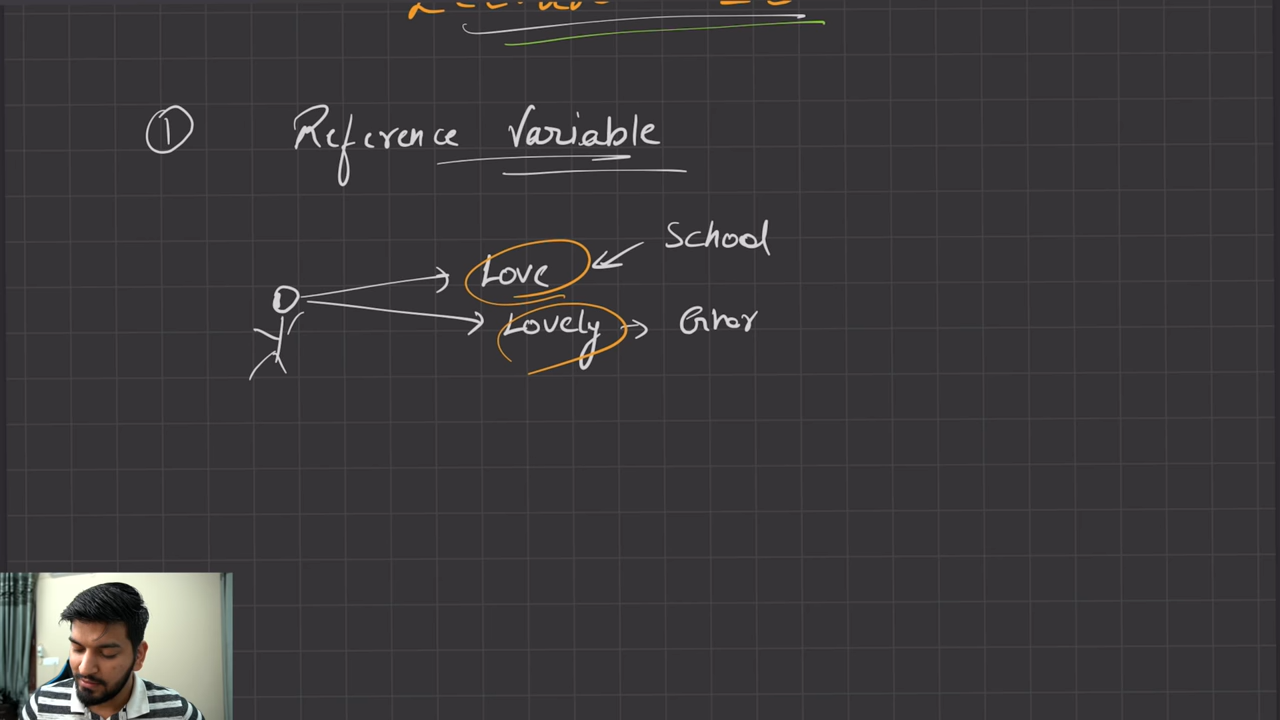 ① Reference Variable
Love ← School
Lovely → Ghar